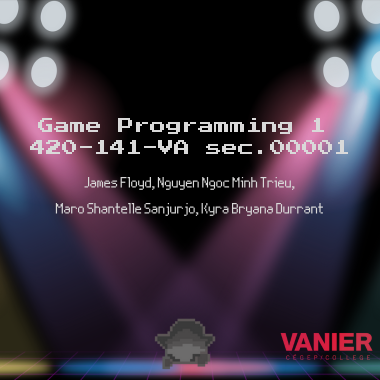 Game Programming 1
420-141-VA sec.00001
James Floyd, Nguyen Ngoc Minh Trieu,
Maro Shantelle Sanjurjo, Kyra Bryana Durrant
VANIER
CÉGEP/COLLEGE